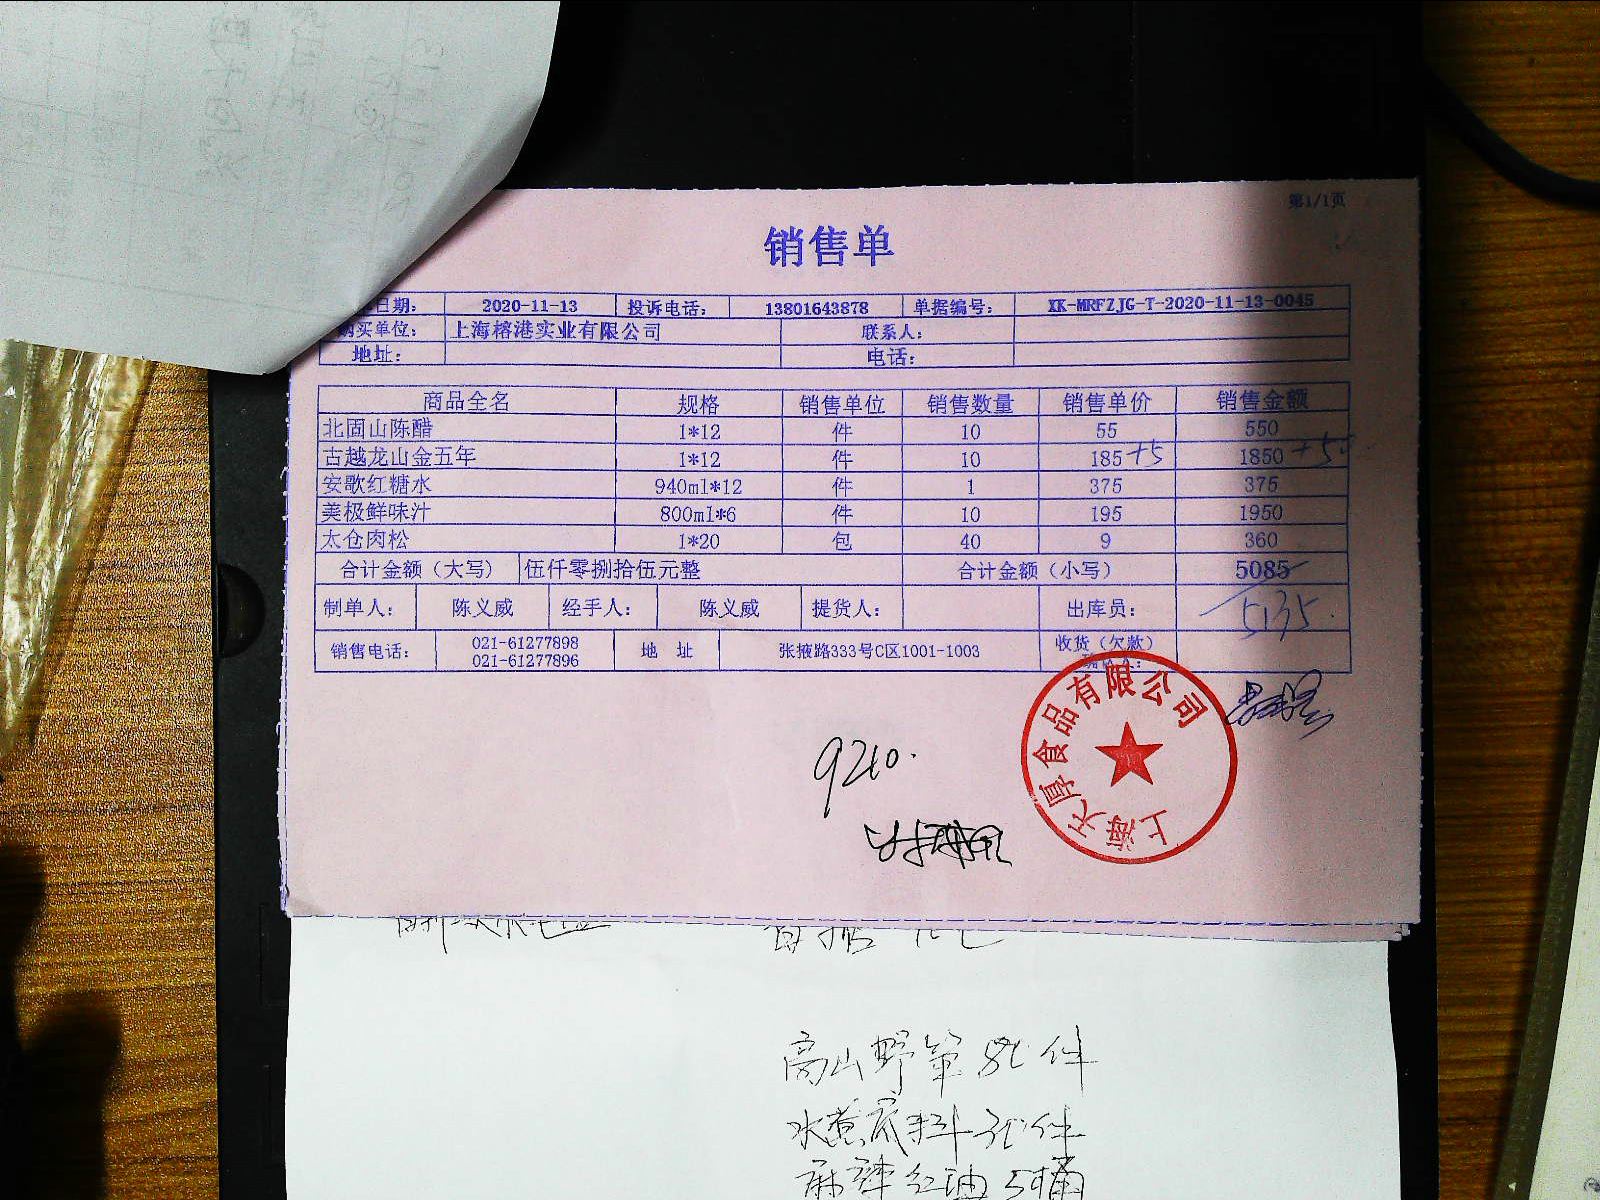 第1/1页
销售单
日期： 2020-11-13 投诉电话： 13801643878 单据编号： XK-MRFZJG-T-2020-11-13-0045
购买单位： 上海榕港实业有限公司 联系人：
地址： 电话：
商品全名 规格 销售单位 销售数量 销售单价 销售金额
北固山陈醋 1*12 件 10 55 550
古越龙山金五年 1*12 件 10 185 +5 1850 +50
安歌红糖水 940ml*12 件 1 375 375
美极鲜味汁 800ml*6 件 10 195 1950
太仓肉松 1*20 包 40 9 360
合计金额（大写） 伍仟零捌拾伍元整 合计金额（小写） 5085
5135
制单人： 陈义威 经手人： 陈义威 提货人： 出库员：
销售电话： 021-61277898 地 址 张掖路333号C区1001-1003 收货（欠款）
021-61277896 确认人：
上海天厚食品有限公司
9210.
高山野笋 80件
水煮底料 30件
麻辣红油 5桶